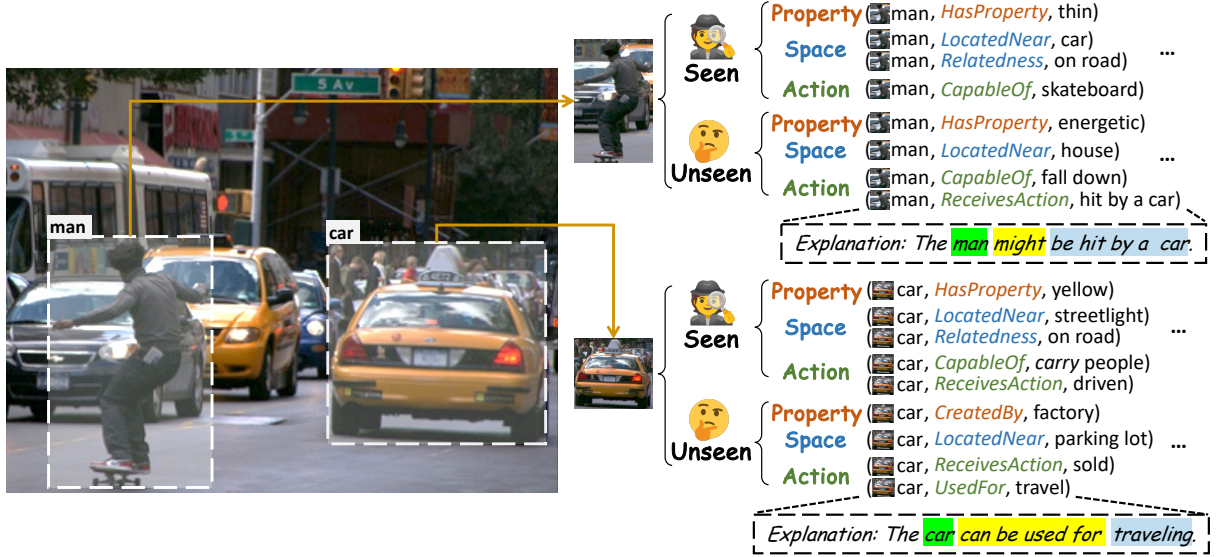 5 AV
man
car
Seen
Property (man, HasProperty, thin)
Space (man, LocatedNear, car)
(man, Relatedness, on road)
...
Action (man, CapableOf, skateboard)
Unseen
Property (man, HasProperty, energetic)
Space (man, LocatedNear, house)
...
Action (man, CapableOf, fall down)
(man, ReceivesAction, hit by a car)
Explanation: The man might be hit by a car.
Seen
Property (car, HasProperty, yellow)
Space (car, LocatedNear, streetlight)
(car, Relatedness, on road)
...
Action (car, CapableOf, carry people)
(car, ReceivesAction, driven)
Unseen
Property (car, CreatedBy, factory)
Space (car, LocatedNear, parking lot)
...
Action (car, ReceivesAction, sold)
(car, UsedFor, travel)
Explanation: The car can be used for traveling.